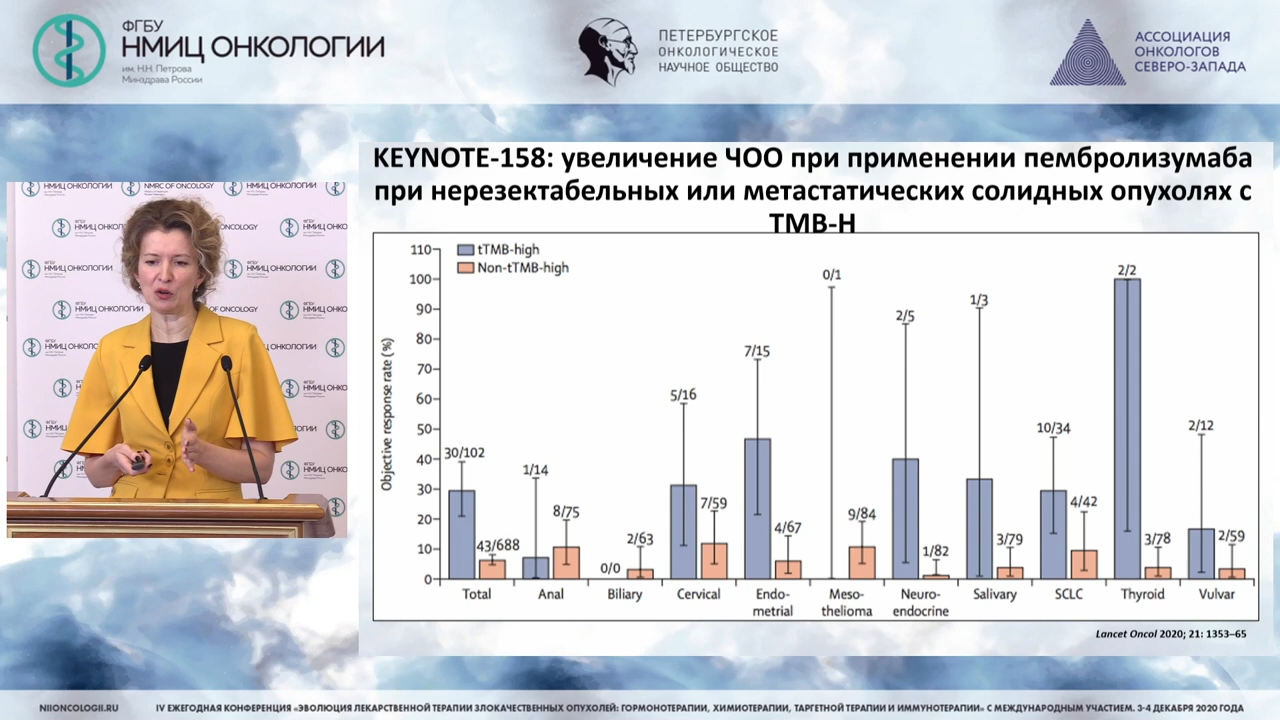 ФГБУ
НМИЦ ОНКОЛОГИИ
им. Н.Н. Петрова
Минздрава России
ПЕТЕРБУРГСКОЕ
ОНКОЛОГИЧЕСКОЕ
НАУЧНОЕ ОБЩЕСТВО
АССОЦИАЦИЯ
ОНКОЛОГОВ
СЕВЕРО-ЗАПАДА
KEYNOTE-158: увеличение ЧОО при применении пембролизумаба
при нерезектабельных или метастатических солидных опухолях с
TMB-H
tTMB-high
Non-tTMB-high
Objective response rate (%)
110
100
90
80
70
60
50
40
30
20
10
0
30/102
43/688
1/14
8/75
0/0
2/63
5/16
7/59
7/15
4/67
0/1
9/84
2/5
1/82
1/3
3/79
10/34
4/42
2/2
3/78
2/12
2/59
Total
Anal
Biliary
Cervical
Endo-
metrial
Meso-
thelioma
Neuro-
endocrine
Salivary
SCLC
Thyroid
Vulvar
Lancet Oncol 2020; 21: 1353–65
NIIONCOLOGII.RU
IV ЕЖЕГОДНАЯ КОНФЕРЕНЦИЯ «ЭВОЛЮЦИЯ ЛЕКАРСТВЕННОЙ ТЕРАПИИ ЗЛОКАЧЕСТВЕННЫХ ОПУХОЛЕЙ: ГОРМОНОТЕРАПИИ, ХИМИОТЕРАПИИ, ТАРГЕТНОЙ ТЕРАПИИ И ИММУНОТЕРАПИИ» С МЕЖДУНАРОДНЫМ УЧАСТИЕМ. 3-4 ДЕКАБРЯ 2020 ГОДА